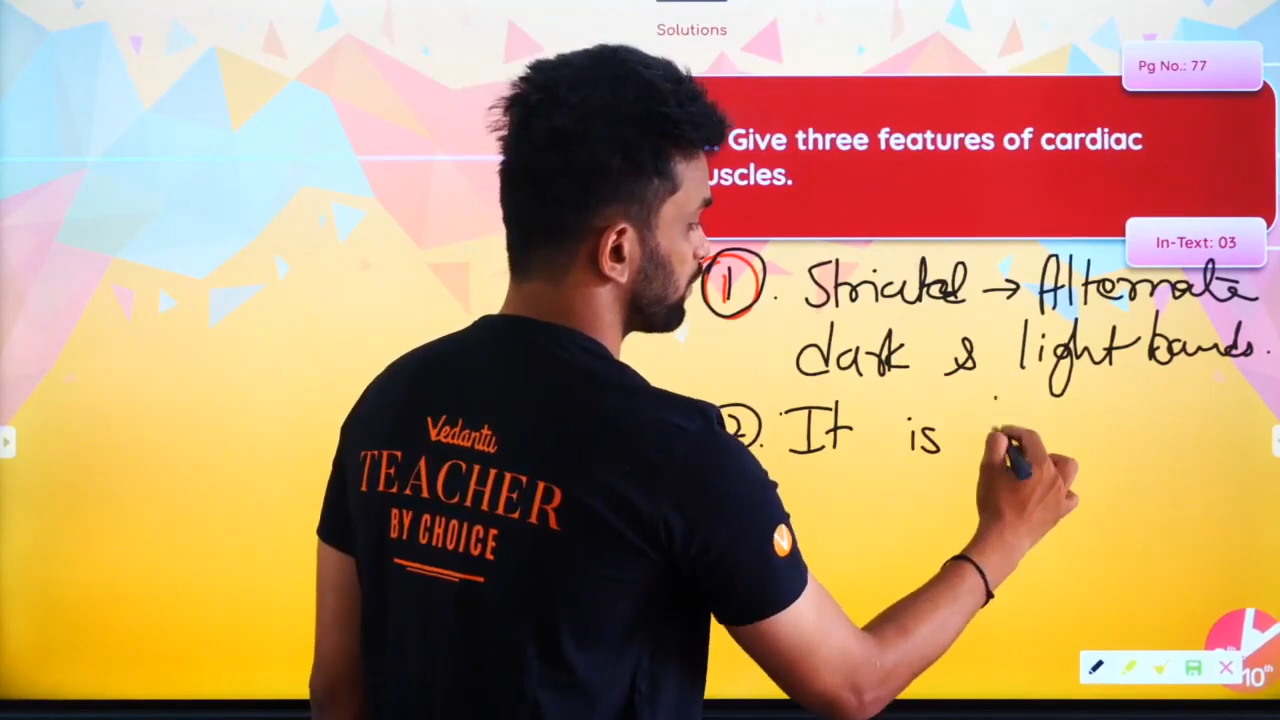 Solutions
Pg No.: 77
Give three features of cardiac
uscles.
In-Text: 03
1. Striated → Alternate
dark & light bands.
2. It is
Vedantu
TEACHER
BY CHOICE
V
10th